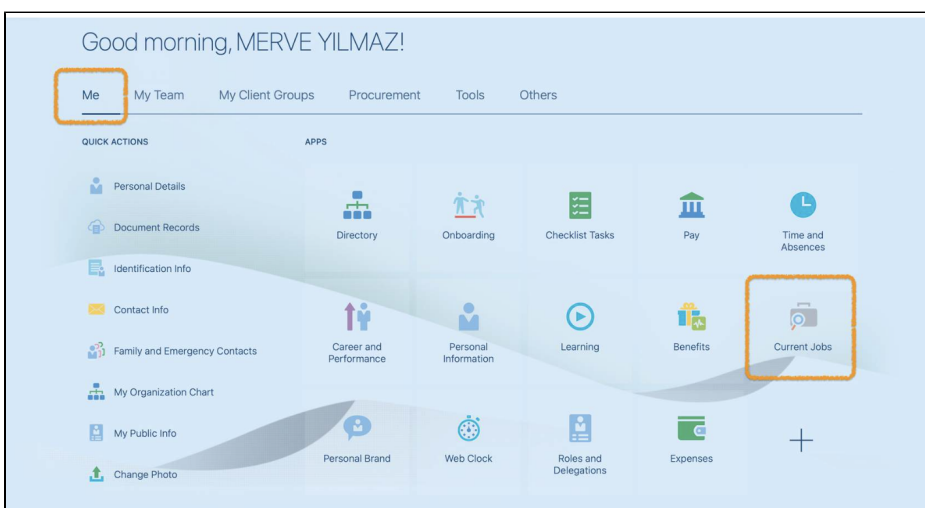 Good morning, MERVE YILMAZ!
Me My Team My Client Groups Procurement Tools Others
QUICK ACTIONS
Personal Details
Document Records
Identification Info
Contact Info
Family and Emergency Contacts
My Organization Chart
My Public Info
Change Photo
APPS
Directory
Onboarding
Checklist Tasks
Pay
Time and
Absences
Career and
Performance
Personal
Information
Learning
Benefits
Current Jobs
Personal Brand
Web Clock
Roles and
Delegations
Expenses